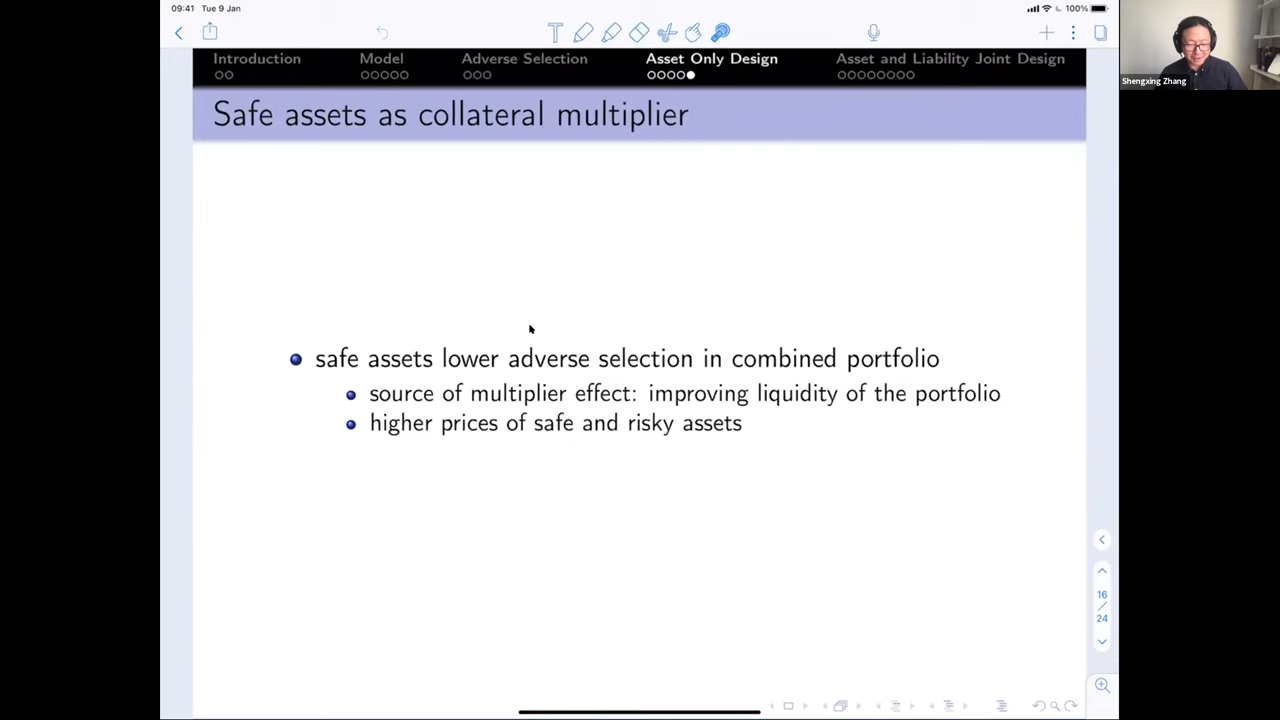 09:41 Tue 9 Jan
100%
T
Introduction
Model
Adverse Selection
Asset Only Design
Asset and Liability Joint Design
Safe assets as collateral multiplier
safe assets lower adverse selection in combined portfolio
source of multiplier effect: improving liquidity of the portfolio
higher prices of safe and risky assets
16
/
24
Shengxing Zhang